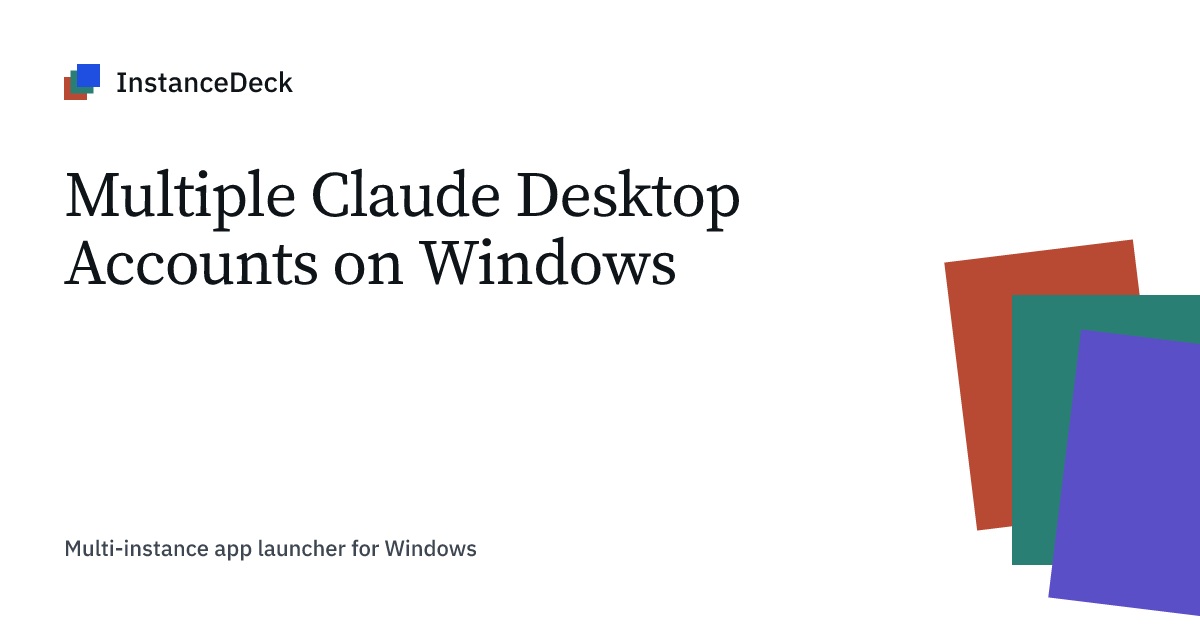 InstanceDeck
Multiple Claude Desktop
Accounts on Windows
Multi-instance app launcher for Windows